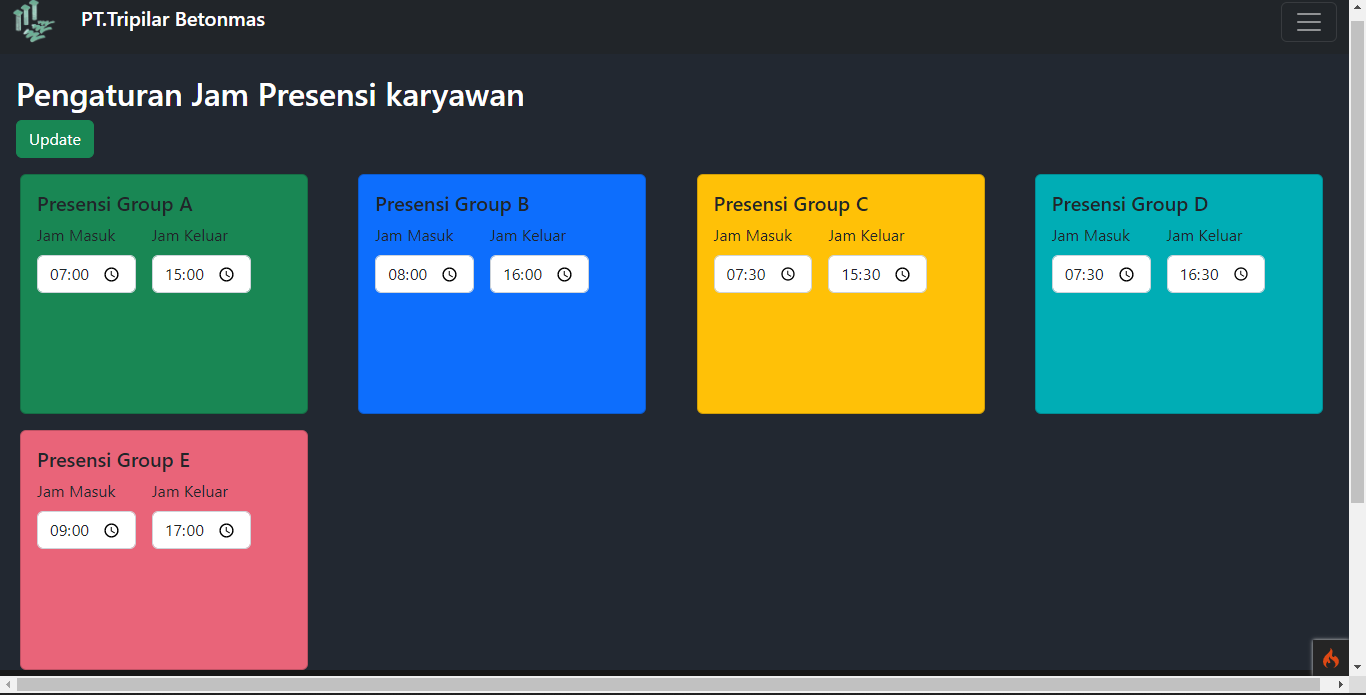 PT.Tripilar Betonmas
Pengaturan Jam Presensi karyawan
Update
Presensi Group A
Jam Masuk Jam Keluar
07:00 15:00
Presensi Group B
Jam Masuk Jam Keluar
08:00 16:00
Presensi Group C
Jam Masuk Jam Keluar
07:30 15:30
Presensi Group D
Jam Masuk Jam Keluar
07:30 16:30
Presensi Group E
Jam Masuk Jam Keluar
09:00 17:00